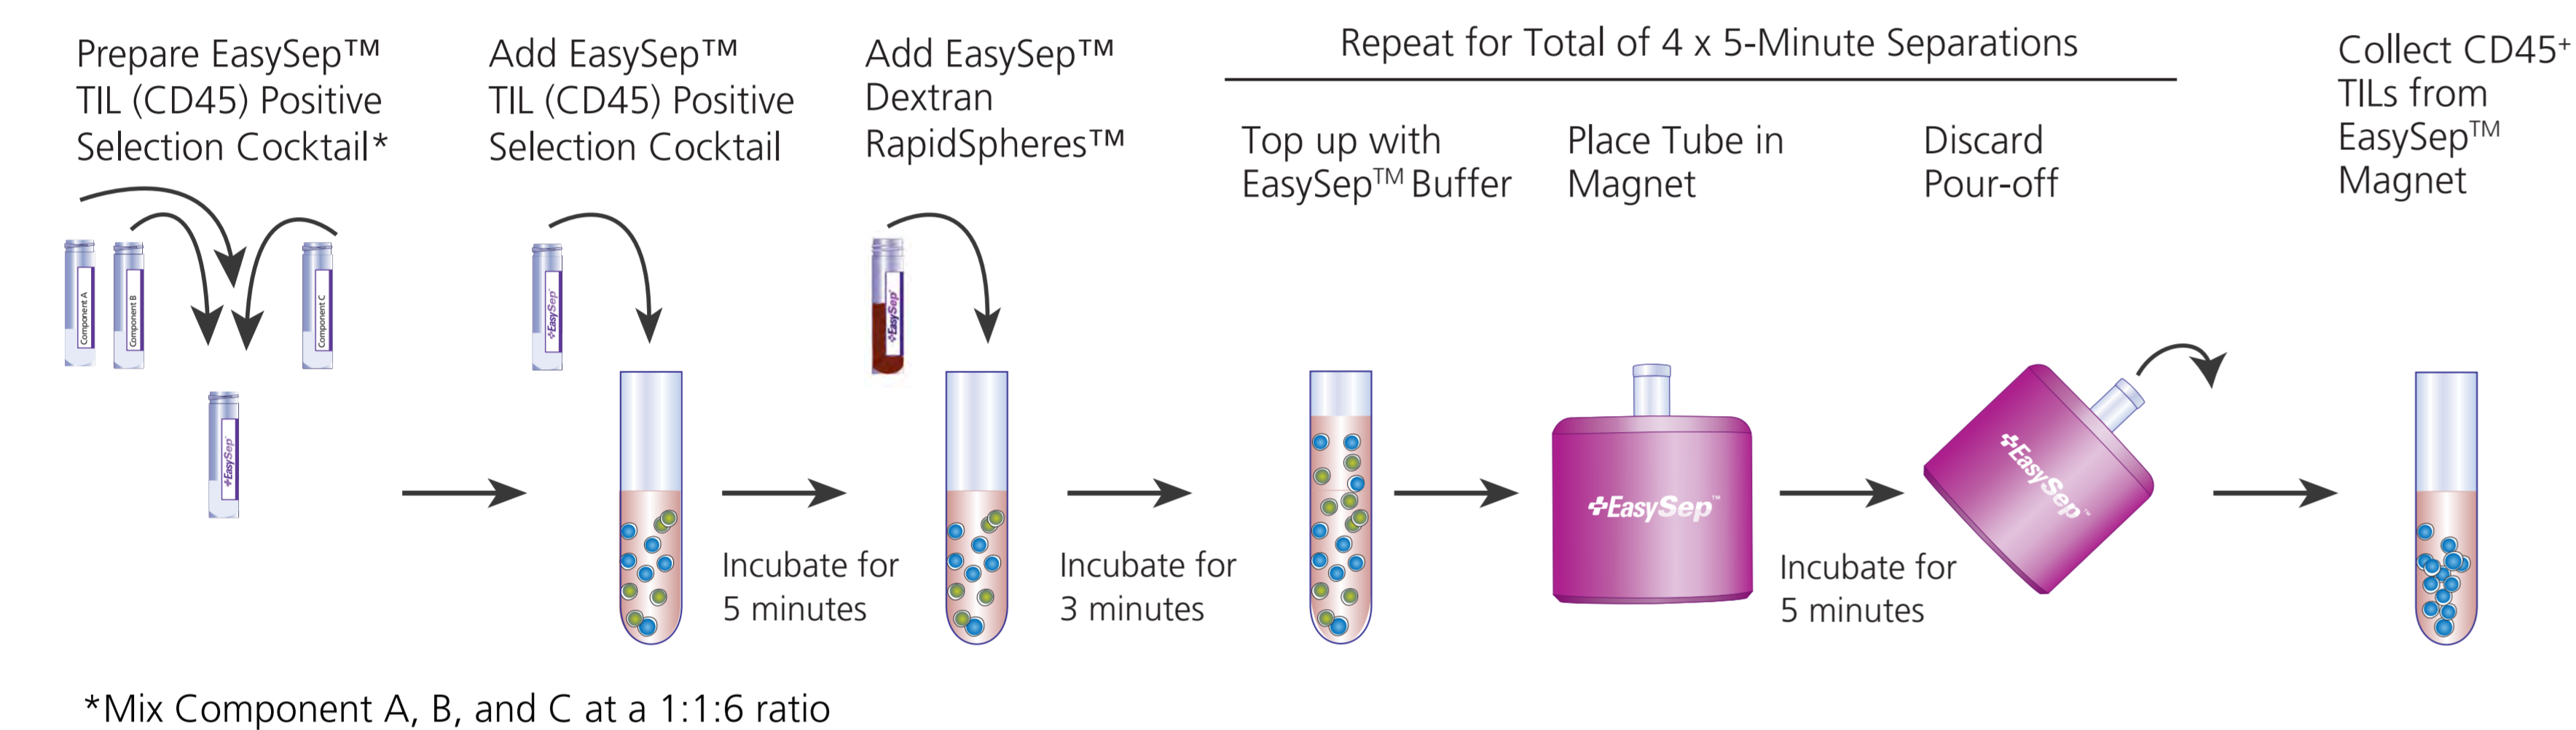 Prepare EasySep™
TIL (CD45) Positive
Selection Cocktail*
Component A
Component B
Component C
EasySep
Add EasySep™
TIL (CD45) Positive
Selection Cocktail
EasySep
Incubate for
5 minutes
Add EasySep™
Dextran
RapidSpheres™
EasySep
Incubate for
3 minutes
Repeat for Total of 4 x 5-Minute Separations
Top up with
EasySep™ Buffer
Place Tube in
Magnet
EasySep™
Incubate for
5 minutes
Discard
Pour-off
EasySep™
Collect CD45⁺
TILs from
EasySep™
Magnet
*Mix Component A, B, and C at a 1:1:6 ratio